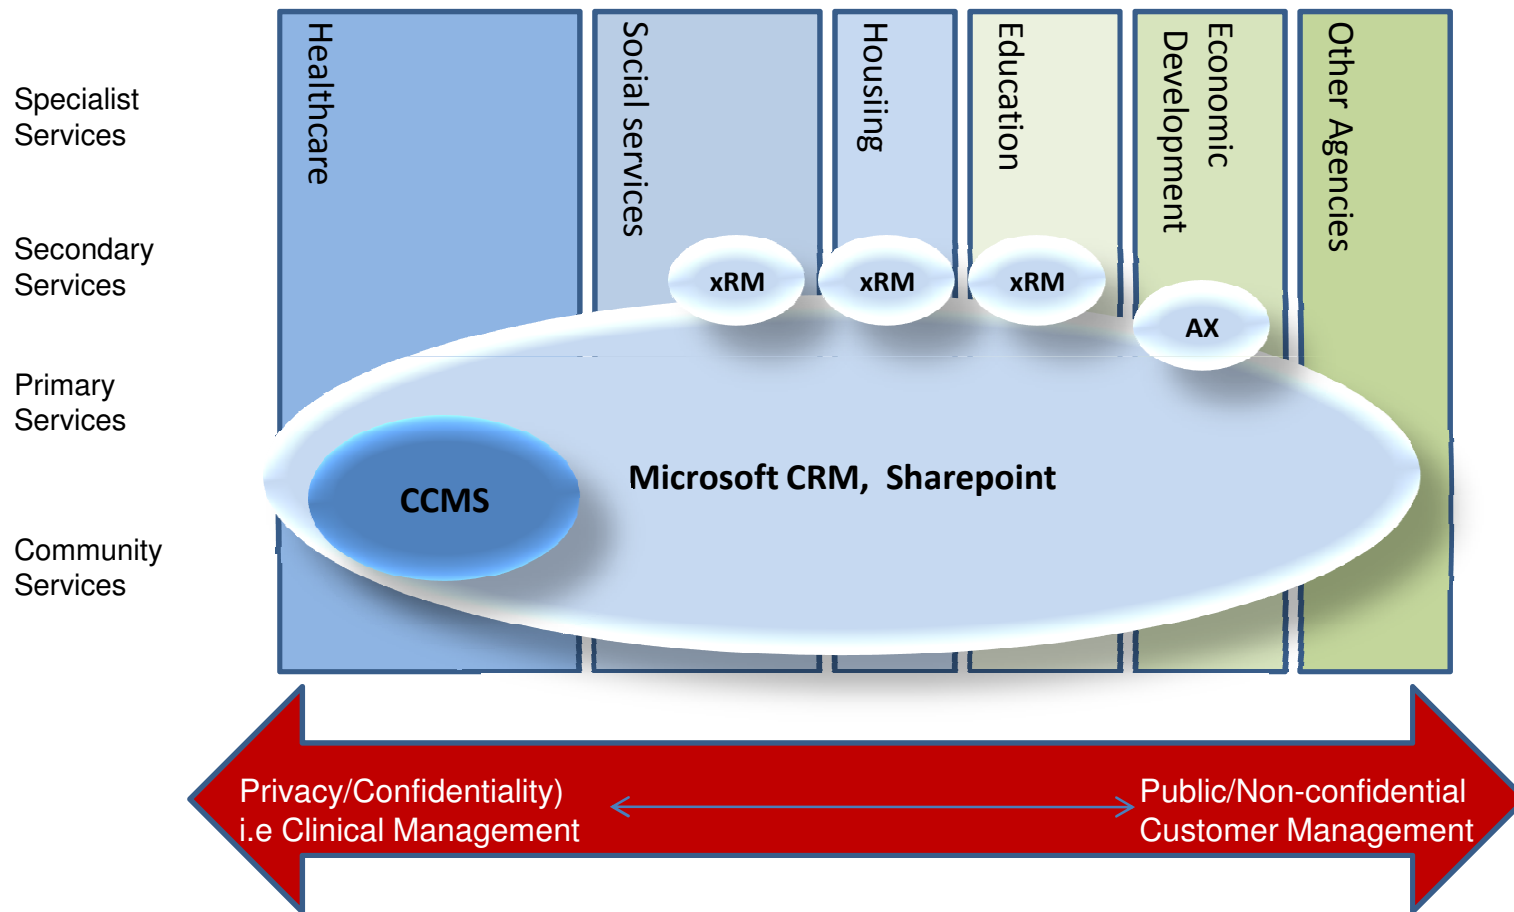 Healthcare
Social services
Housiing
Education
Economic
Development
Other Agencies
Specialist
Services
Secondary
Services
Primary
Services
Community
Services
xRM
xRM
xRM
AX
CCMS
Microsoft CRM,  Sharepoint
Privacy/Confidentiality)
i.e Clinical Management
Public/Non-confidential
Customer Management